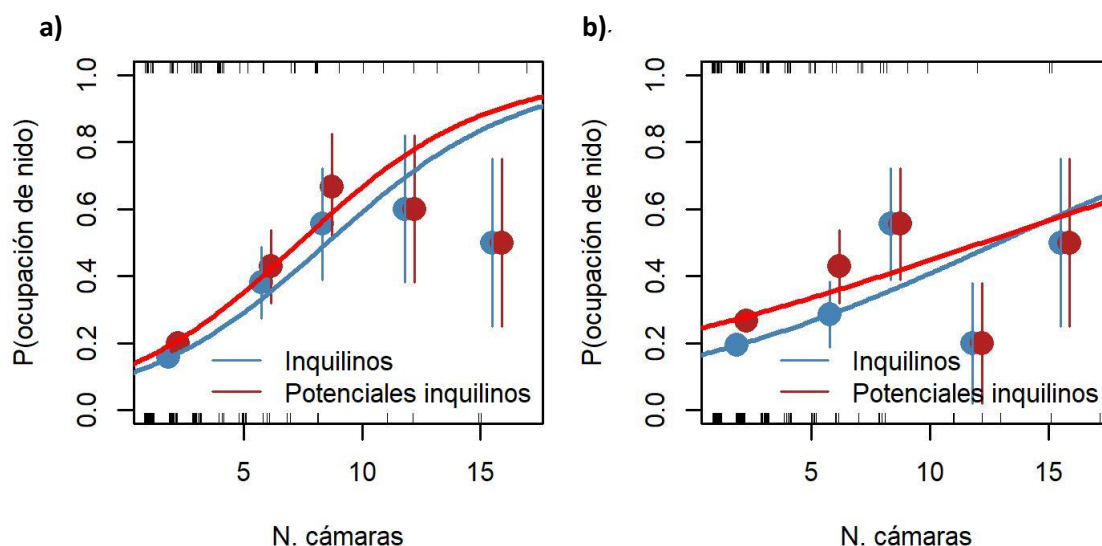 a)
P(ocupación de nido)
1.0
0.8
0.6
0.4
0.2
0.0
Inquilinos
Potenciales inquilinos
5 10 15
N. cámaras
b).
P(ocupación de nido)
1.0
0.8
0.6
0.4
0.2
0.0
Inquilinos
Potenciales inquilinos
5 10 15
N. cámaras